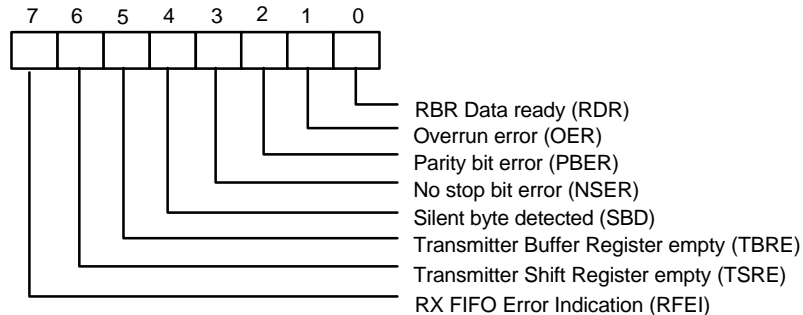 7 6 5 4 3 2 1 0
RBR Data ready (RDR)
Overrun error (OER)
Parity bit error (PBER)
No stop bit error (NSER)
Silent byte detected (SBD)
Transmitter Buffer Register empty (TBRE)
Transmitter Shift Register empty (TSRE)
RX FIFO Error Indication (RFEI)